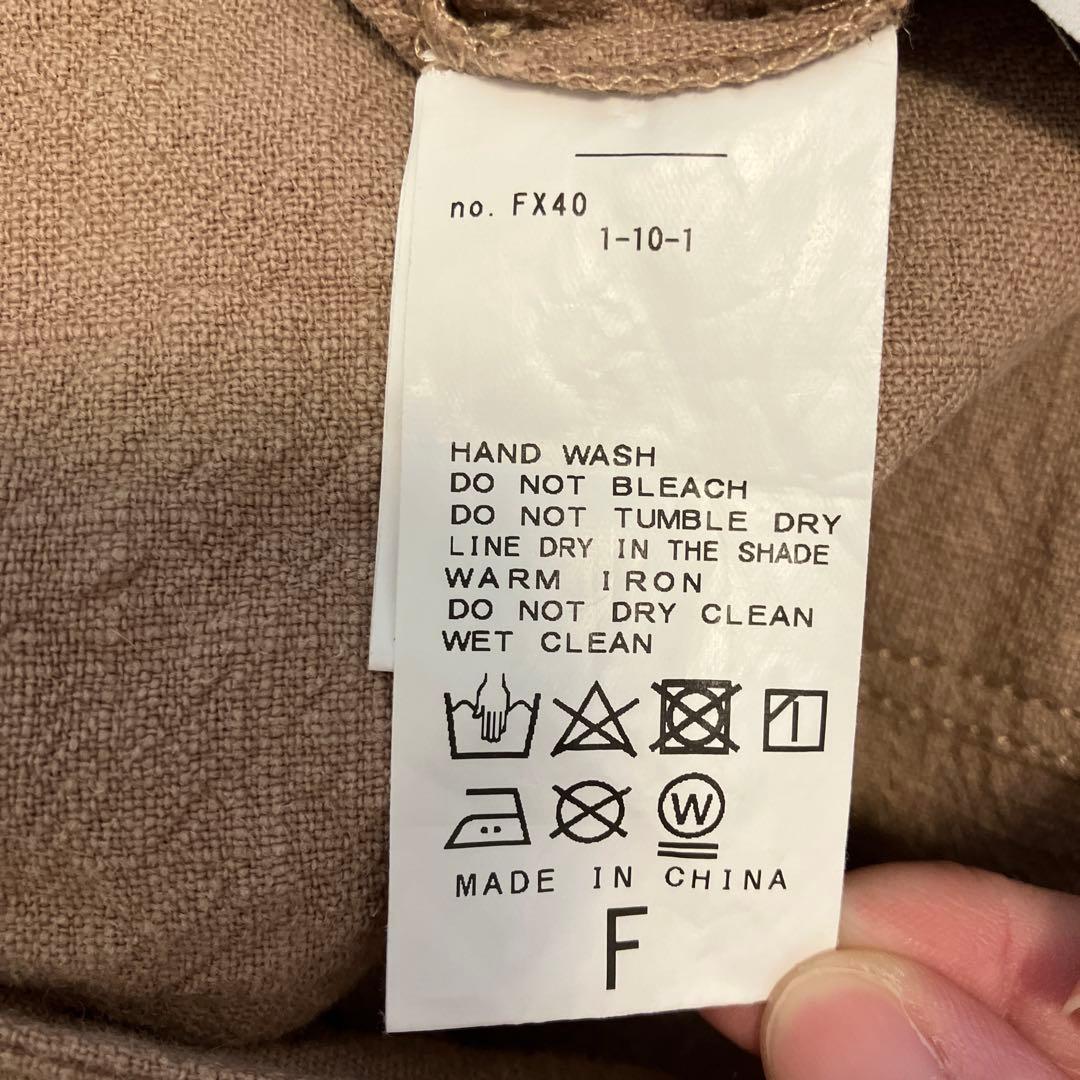 no. FX40
1-10-1
HAND WASH
DO NOT BLEACH
DO NOT TUMBLE DRY
LINE DRY IN THE SHADE
WARM IRON
DO NOT DRY CLEAN
WET CLEAN
W
MADE IN CHINA
F